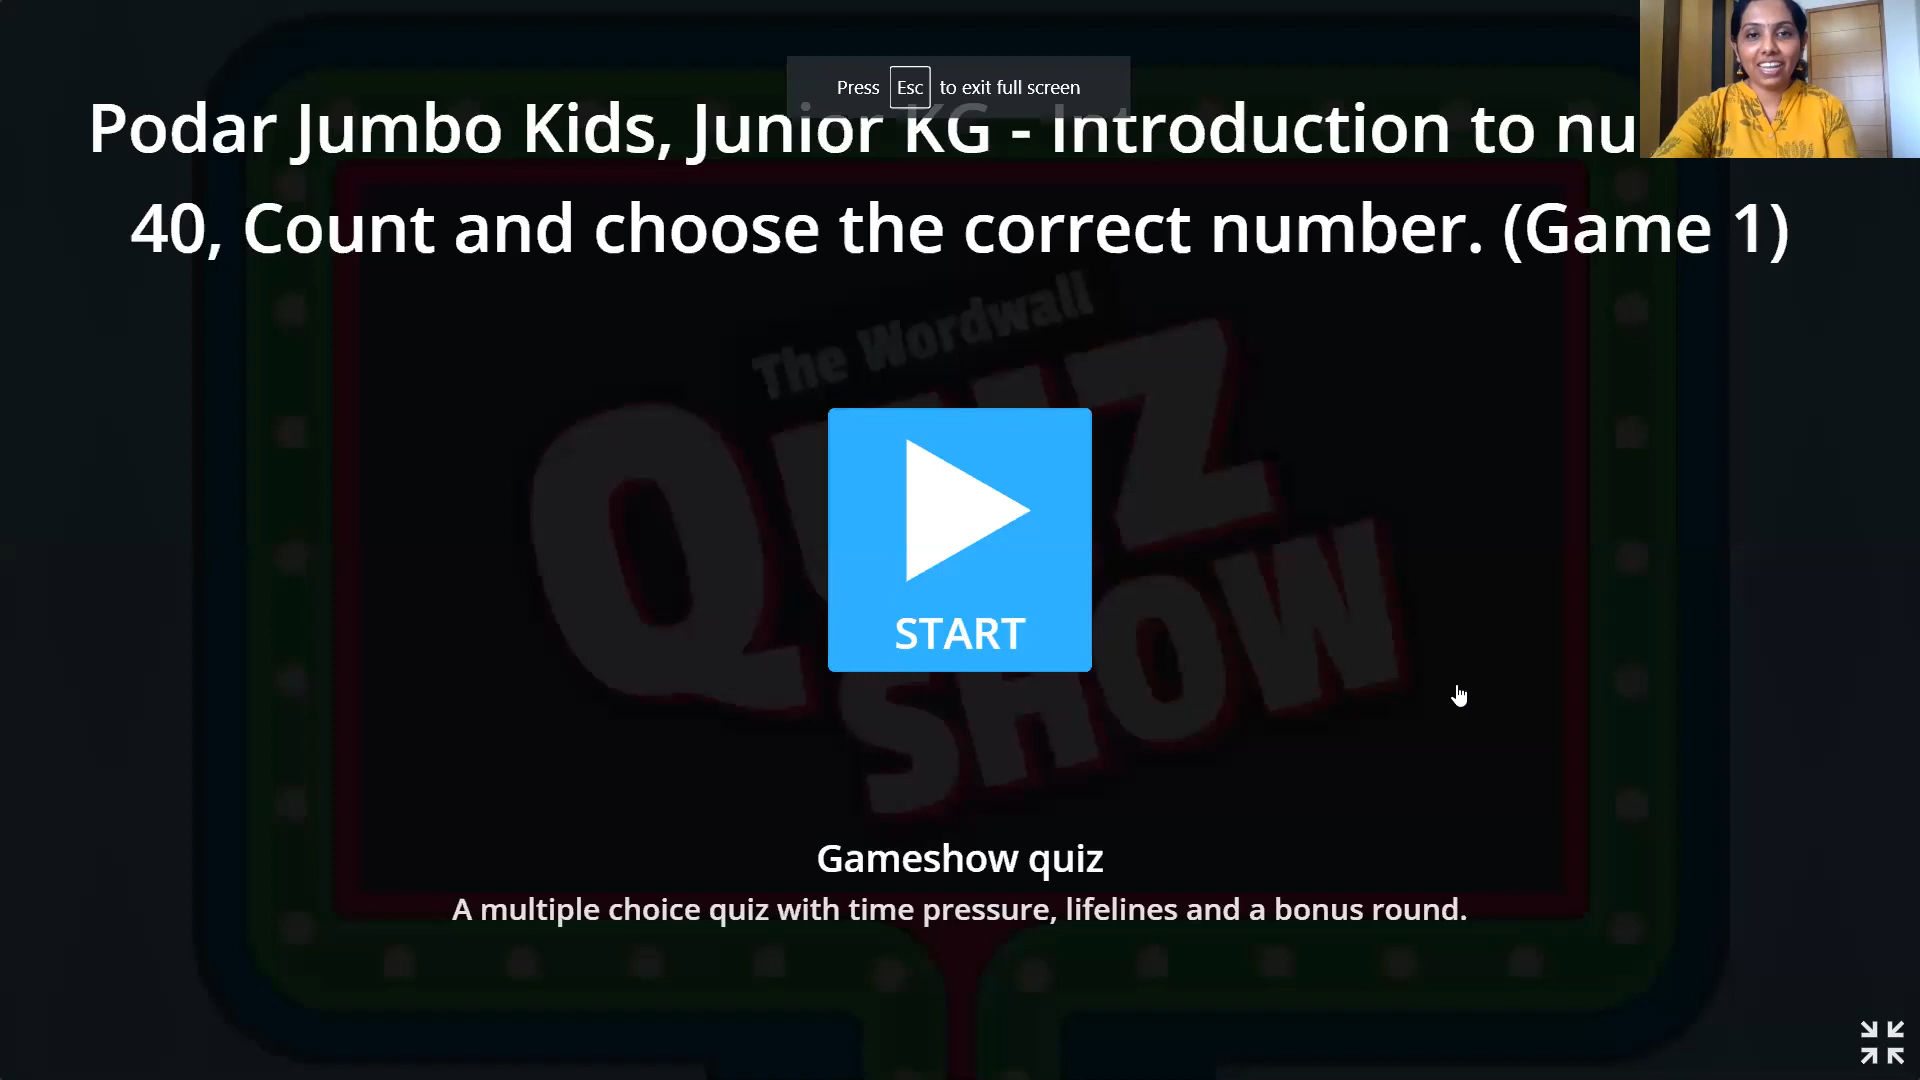 Press Esc to exit full screen
Podar Jumbo Kids, Junior KG - Introduction to
40, Count and choose the correct number. (Game 1)
The Wordwall
QUIZ
SHOW
START
Gameshow quiz
A multiple choice quiz with time pressure, lifelines and a bonus round.